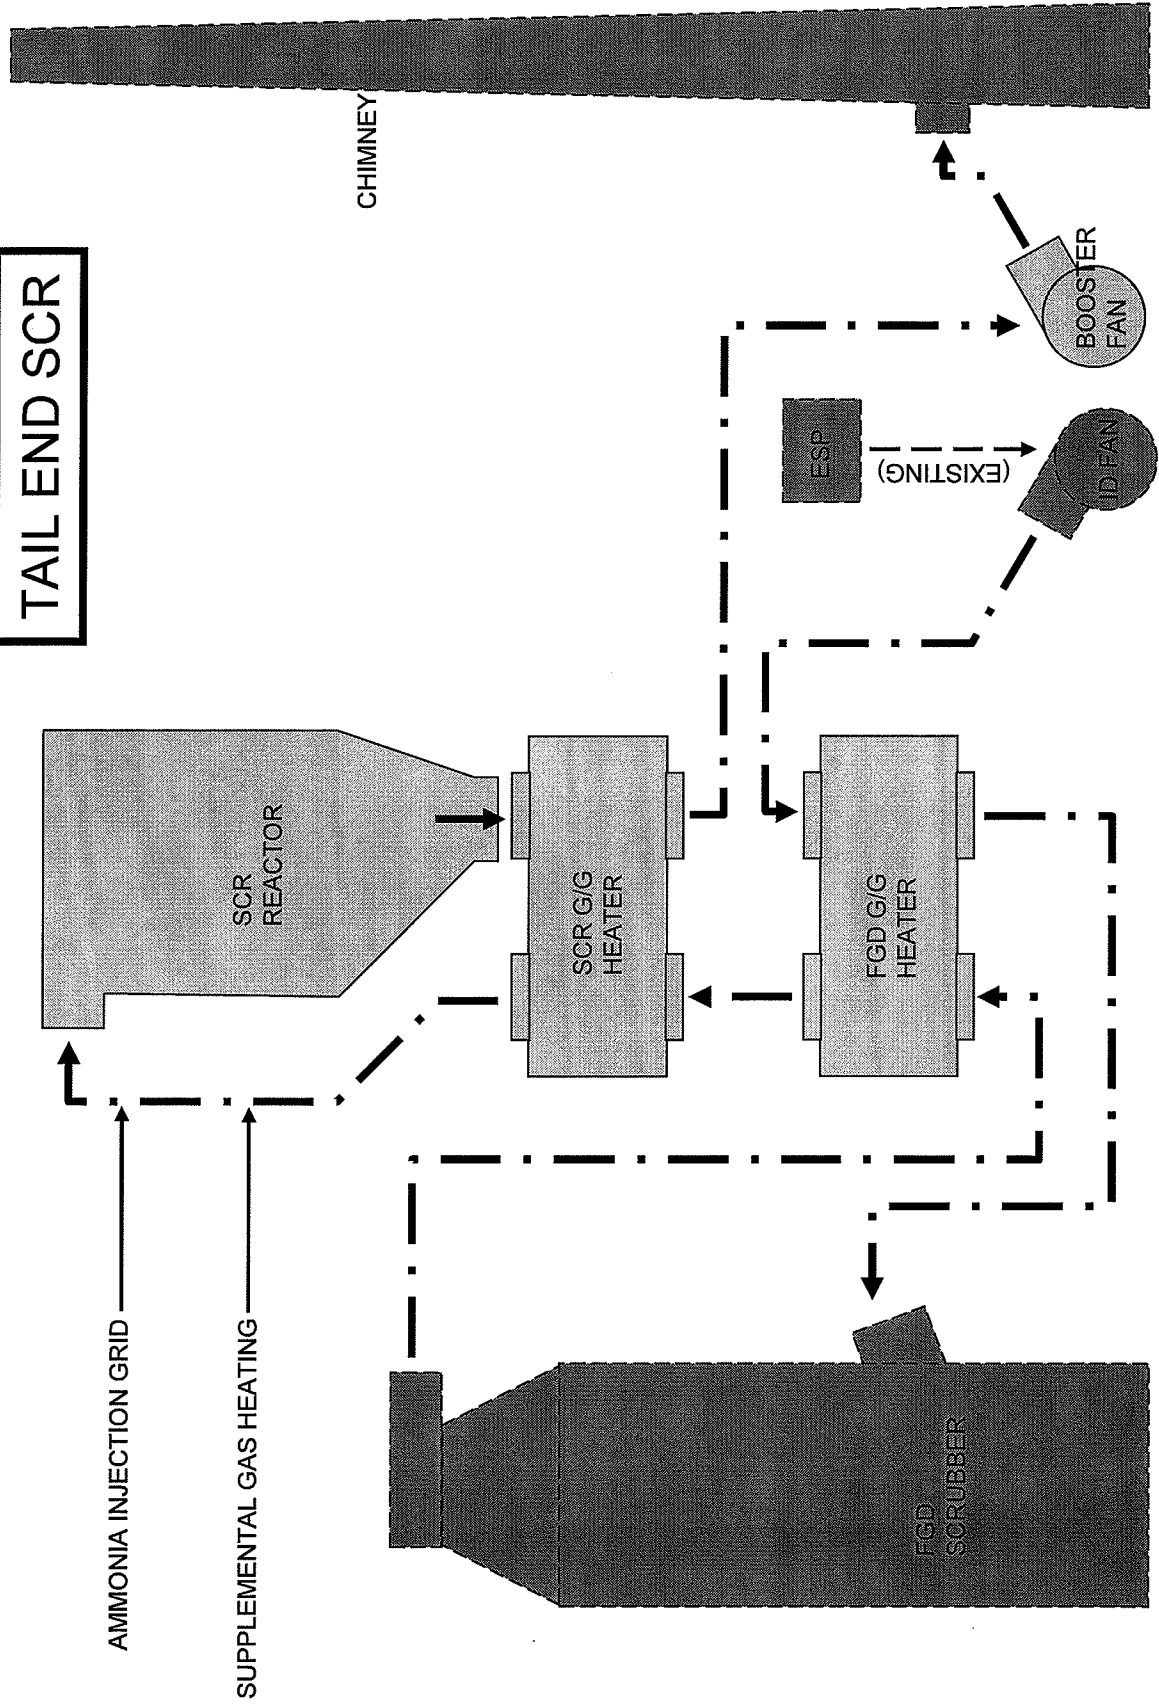 TAIL END SCR
AMMONIA INJECTION GRID
SUPPLEMENTAL GAS HEATING
SCR
REACTOR
CHIMNEY
SCR G/G
HEATER
FGD G/G
HEATER
ESP
(EXISTING)
ID FAN
BOOSTER
FAN
FGD
SCRUBBER